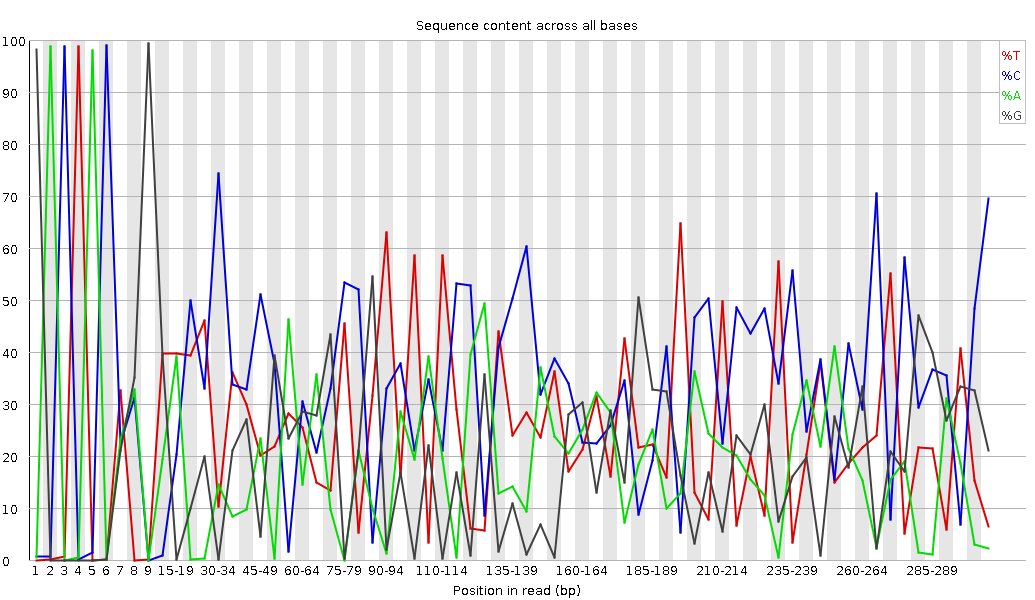 Sequence content across all bases
100
90
80
70
60
50
40
30
20
10
0
%T
%C
%A
%G
1 2 3 4 5 6 7 8 9 15-19 30-34 45-49 60-64 75-79 90-94 110-114 135-139 160-164 185-189 210-214 235-239 260-264 285-289
Position in read (bp)